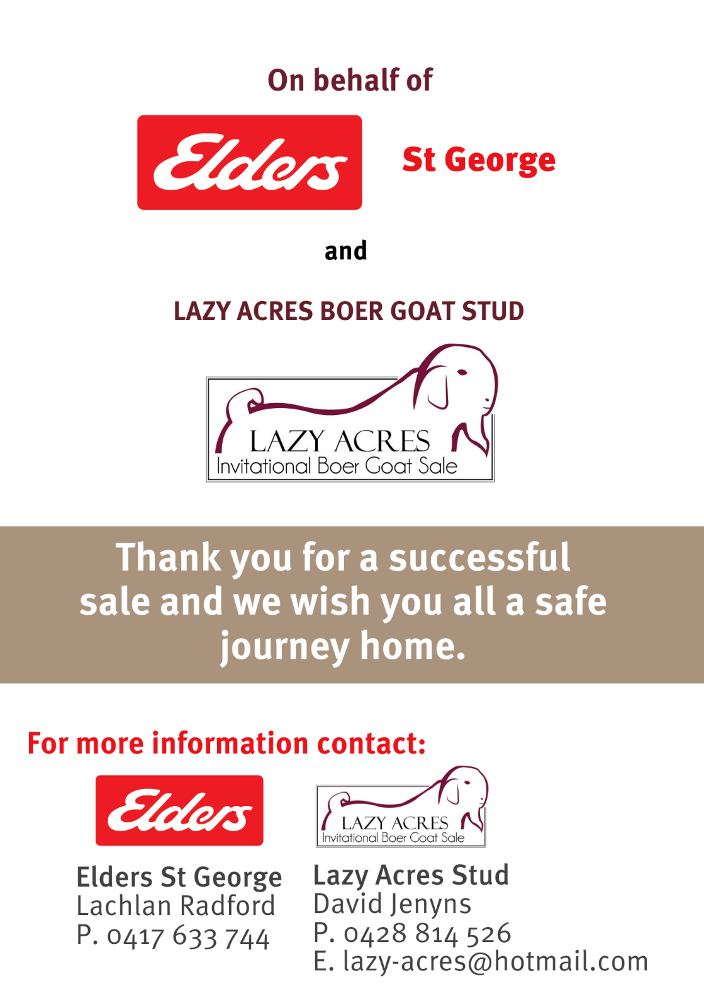 On behalf of
Elders
St George
and
LAZY ACRES BOER GOAT STUD
LAZY ACRES
Invitational Boer Goat Sale
Thank you for a successful
sale and we wish you all a safe
journey home.
For more information contact:
Elders
LAZY ACRES
Invitational Boer Goat Sale
Elders St George
Lachlan Radford
P. 0417 633 744
Lazy Acres Stud
David Jenyns
P. 0428 814 526
E. lazy-acres@hotmail.com